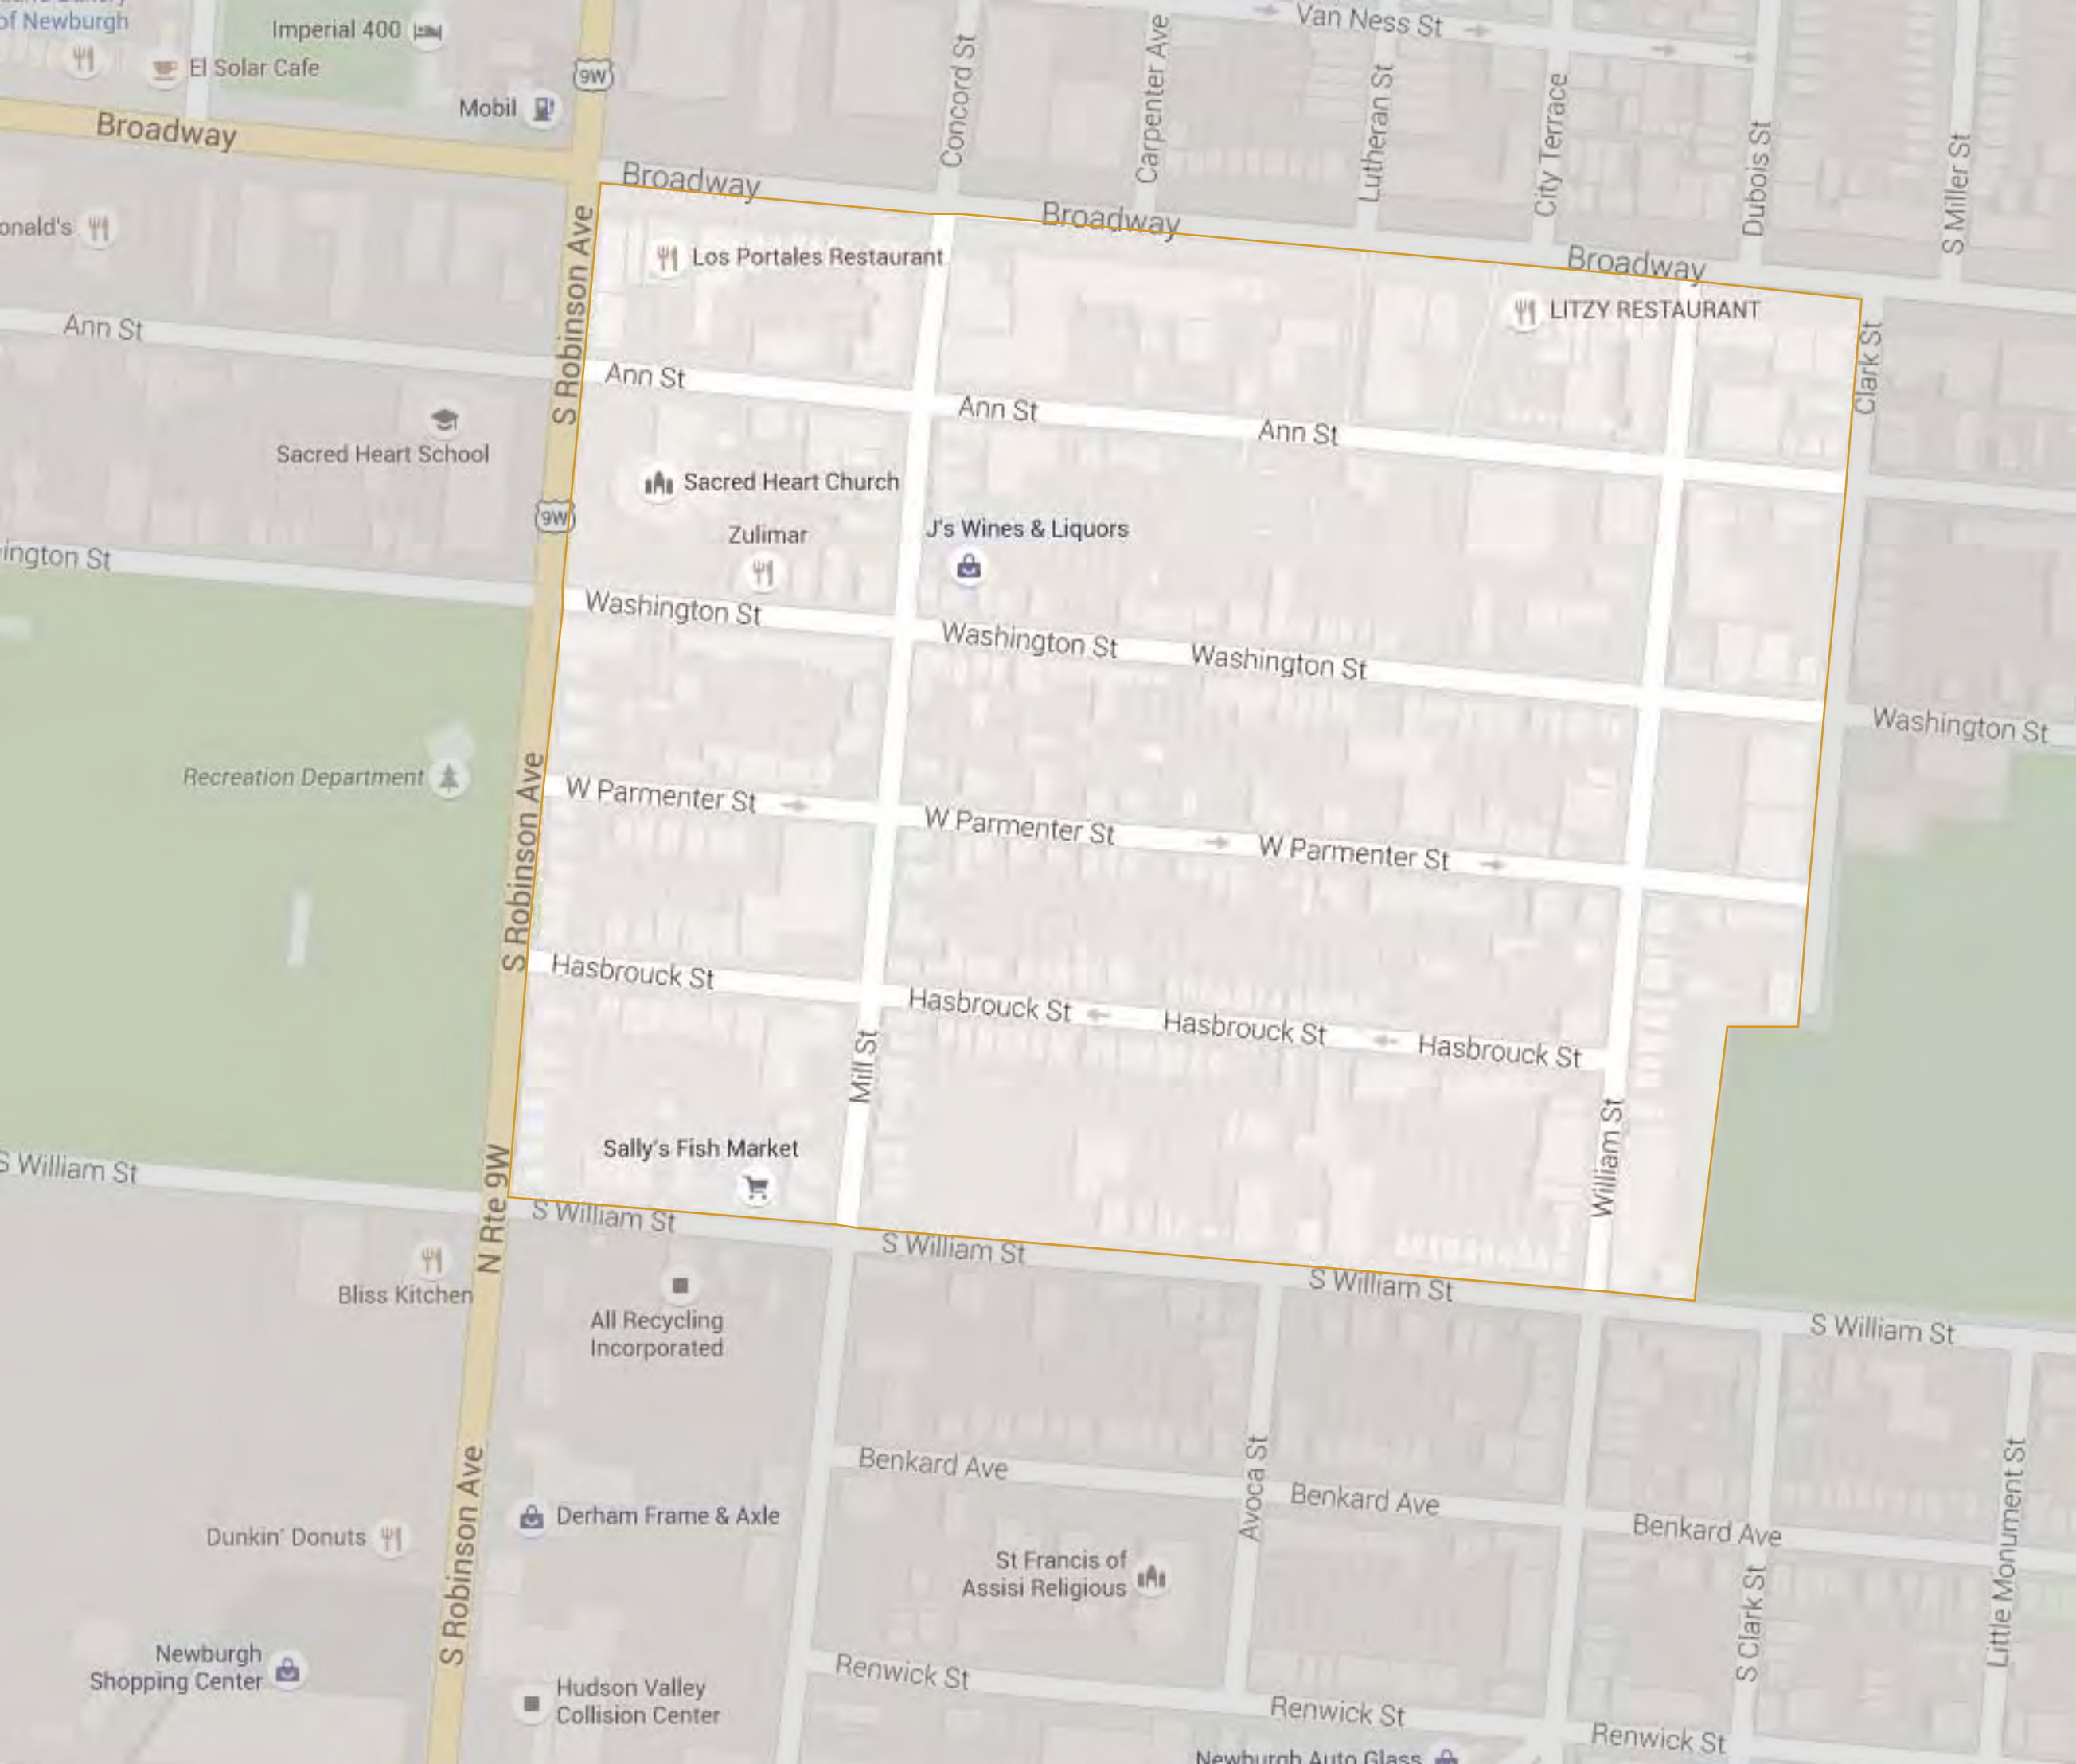 of Newburgh
Imperial 400
El Solar Cafe
Mobil
9W
Broadway
Concord St
Carpenter Ave
Van Ness St
Lutheran St
City Terrace
Dubois St
S Miller St
Broadway
Broadway
Broadway
onald's
S Robinson Ave
Los Portales Restaurant
LITZY RESTAURANT
Clark St
Ann St
Ann St
Ann St
Ann St
Sacred Heart School
Sacred Heart Church
9W
Zulimar
J's Wines & Liquors
ington St
Washington St
Washington St
Washington St
Washington St
Recreation Department
S Robinson Ave
W Parmenter St
W Parmenter St
W Parmenter St
Hasbrouck St
Hasbrouck St
Hasbrouck St
Hasbrouck St
Mill St
William St
Sally's Fish Market
S William St
N Rte 9W
S William St
S William St
S William St
S William St
Bliss Kitchen
All Recycling
Incorporated
Benkard Ave
Avoca St
Benkard Ave
Benkard Ave
S Robinson Ave
Derham Frame & Axle
Dunkin' Donuts
St Francis of
Assisi Religious
S Clark St
Little Monument St
Newburgh
Shopping Center
Hudson Valley
Collision Center
Renwick St
Renwick St
Renwick St
Newburgh Auto Glass